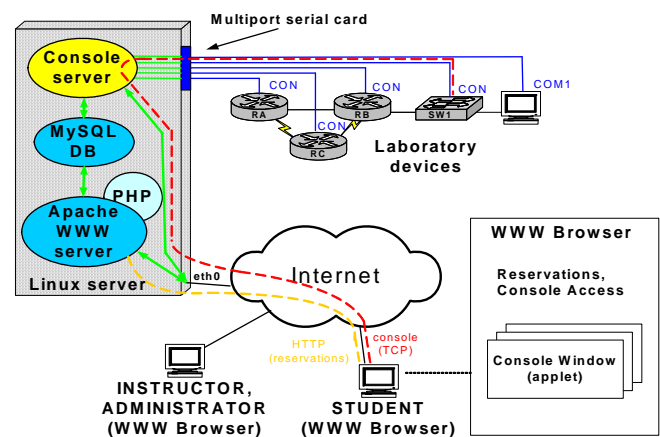 Multiport serial card
Console
server
MySQL
DB
PHP
Apache
WWW
server
Linux server
eth0
CON
CON
CON
CON
COM1
RA
RB
RC
SW1
Laboratory
devices
Internet
HTTP
(reservations)
console
(TCP)
INSTRUCTOR,
ADMINISTRATOR
(WWW Browser)
STUDENT
(WWW Browser)
WWW Browser
Reservations,
Console Access
Console Window
(applet)